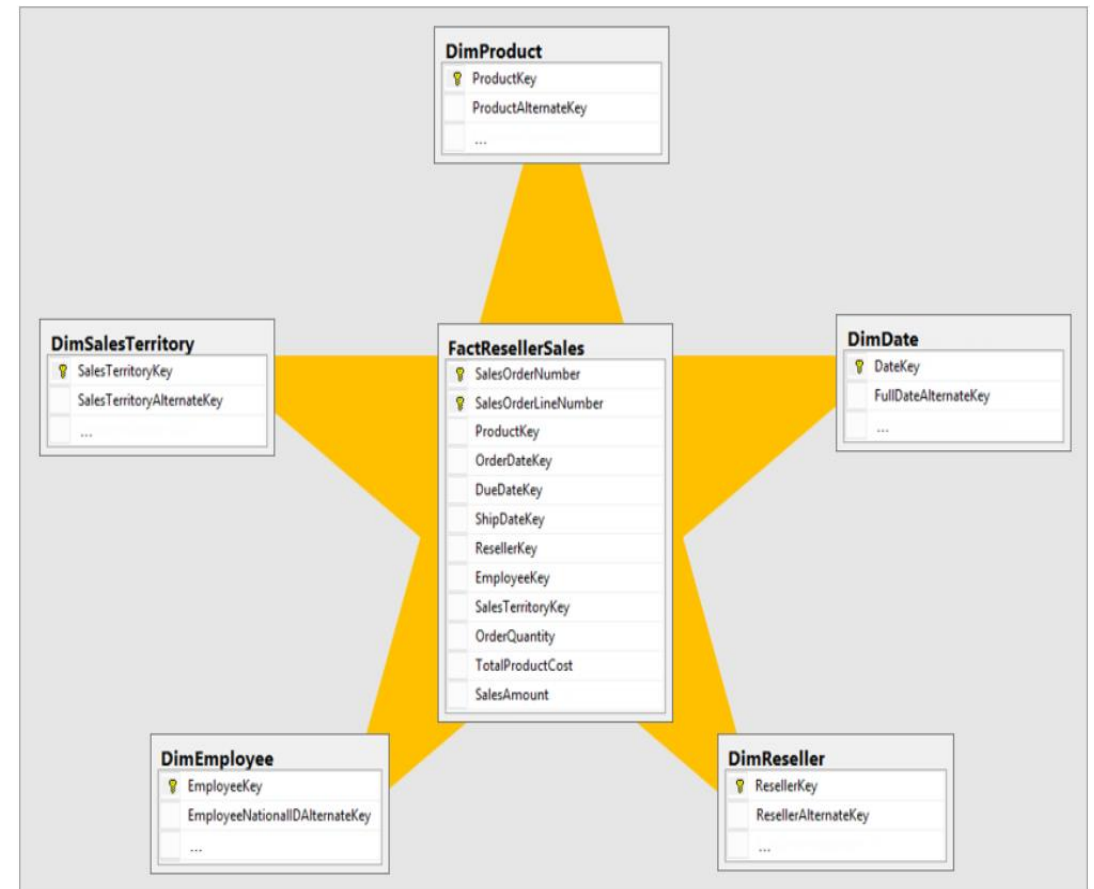 DimProduct
ProductKey
ProductAlternateKey
...
DimSalesTerritory
SalesTerritoryKey
SalesTerritoryAlternateKey
...
FactResellerSales
SalesOrderNumber
SalesOrderLineNumber
ProductKey
OrderDateKey
DueDateKey
ShipDateKey
ResellerKey
EmployeeKey
SalesTerritoryKey
OrderQuantity
TotalProductCost
SalesAmount
DimDate
DateKey
FullDateAlternateKey
...
DimEmployee
EmployeeKey
EmployeeNationalIDAlternateKey
...
DimReseller
ResellerKey
ResellerAlternateKey
...